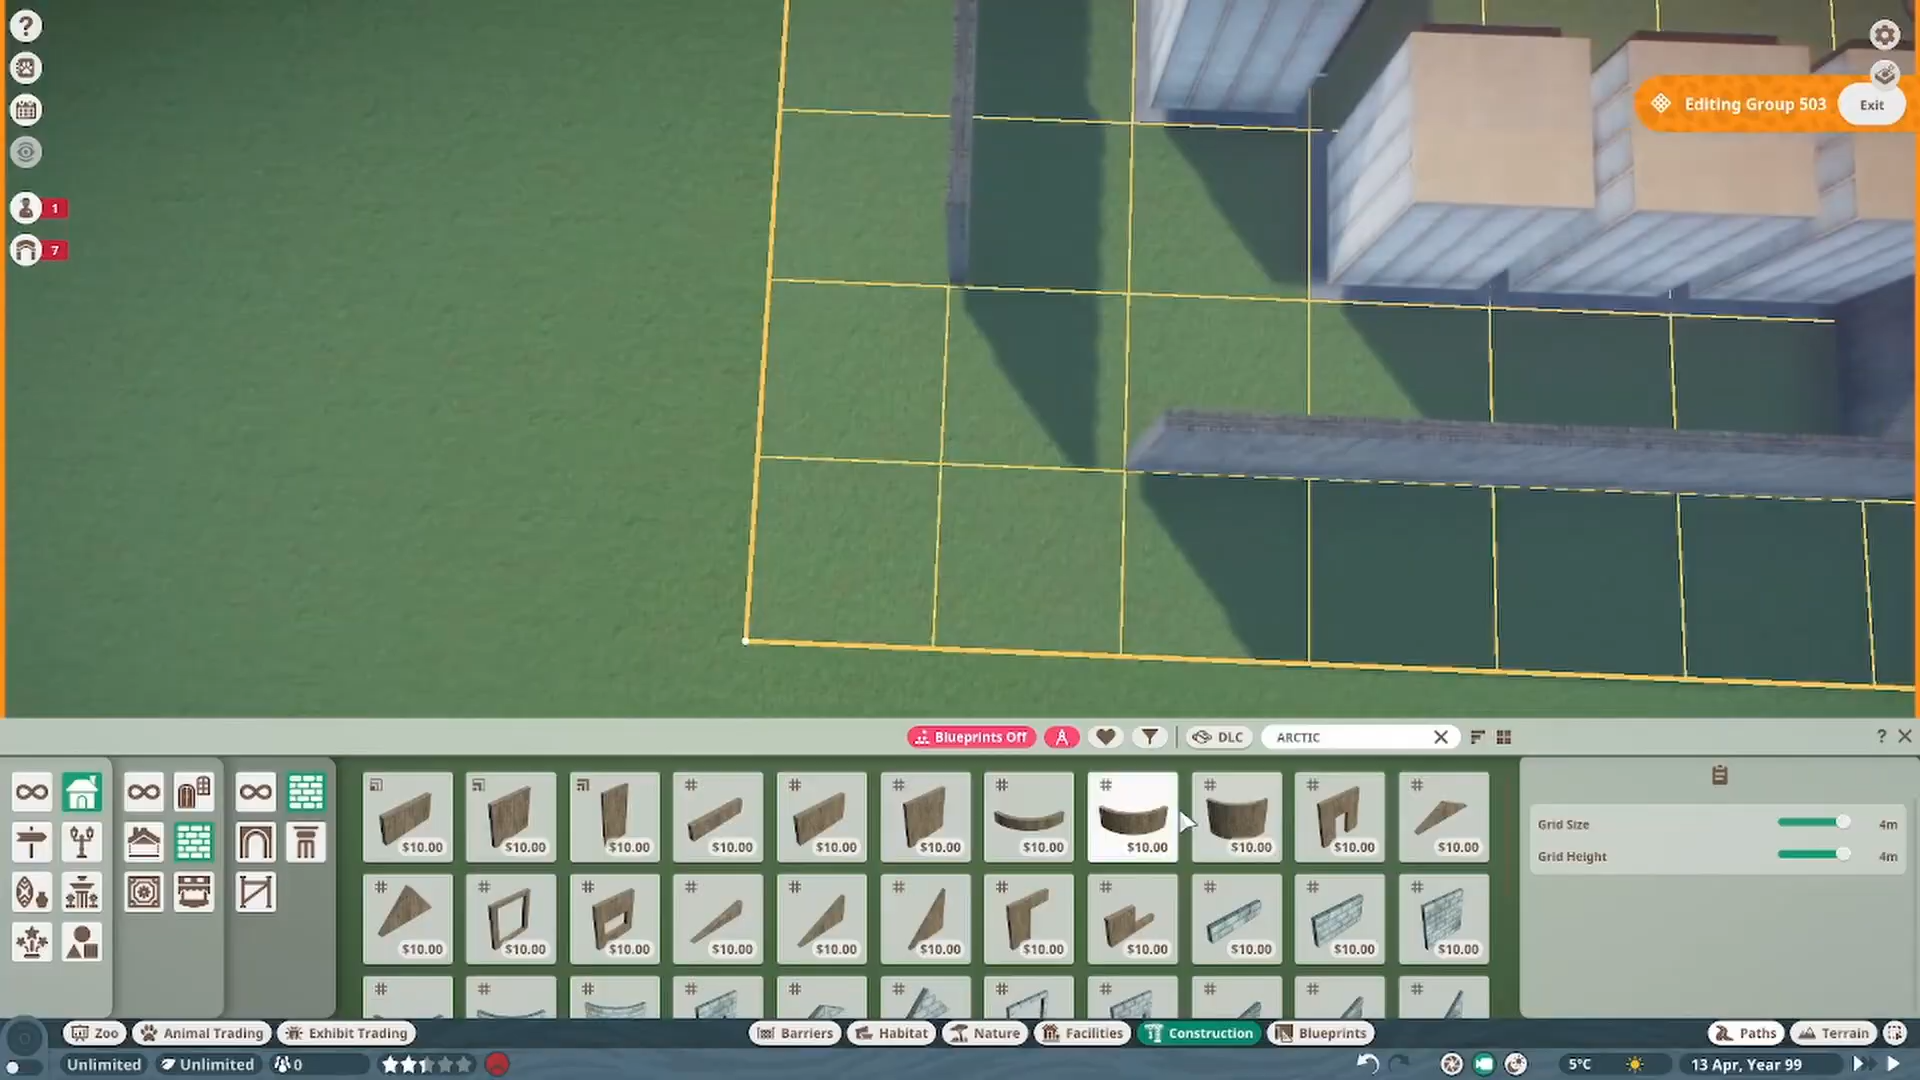 Editing Group 503
Exit
1
7
Blueprints Off
DLC
ARCTIC
$10.00 $10.00 $10.00 $10.00 $10.00 $10.00 $10.00 $10.00 $10.00 $10.00 $10.00
$10.00 $10.00 $10.00 $10.00 $10.00 $10.00 $10.00 $10.00 $10.00 $10.00 $10.00
Grid Size 4m
Grid Height 4m
Zoo Animal Trading Exhibit Trading Barriers Habitat Nature Facilities Construction Blueprints Paths Terrain
Unlimited Unlimited 0 5°C 13 Apr, Year 99